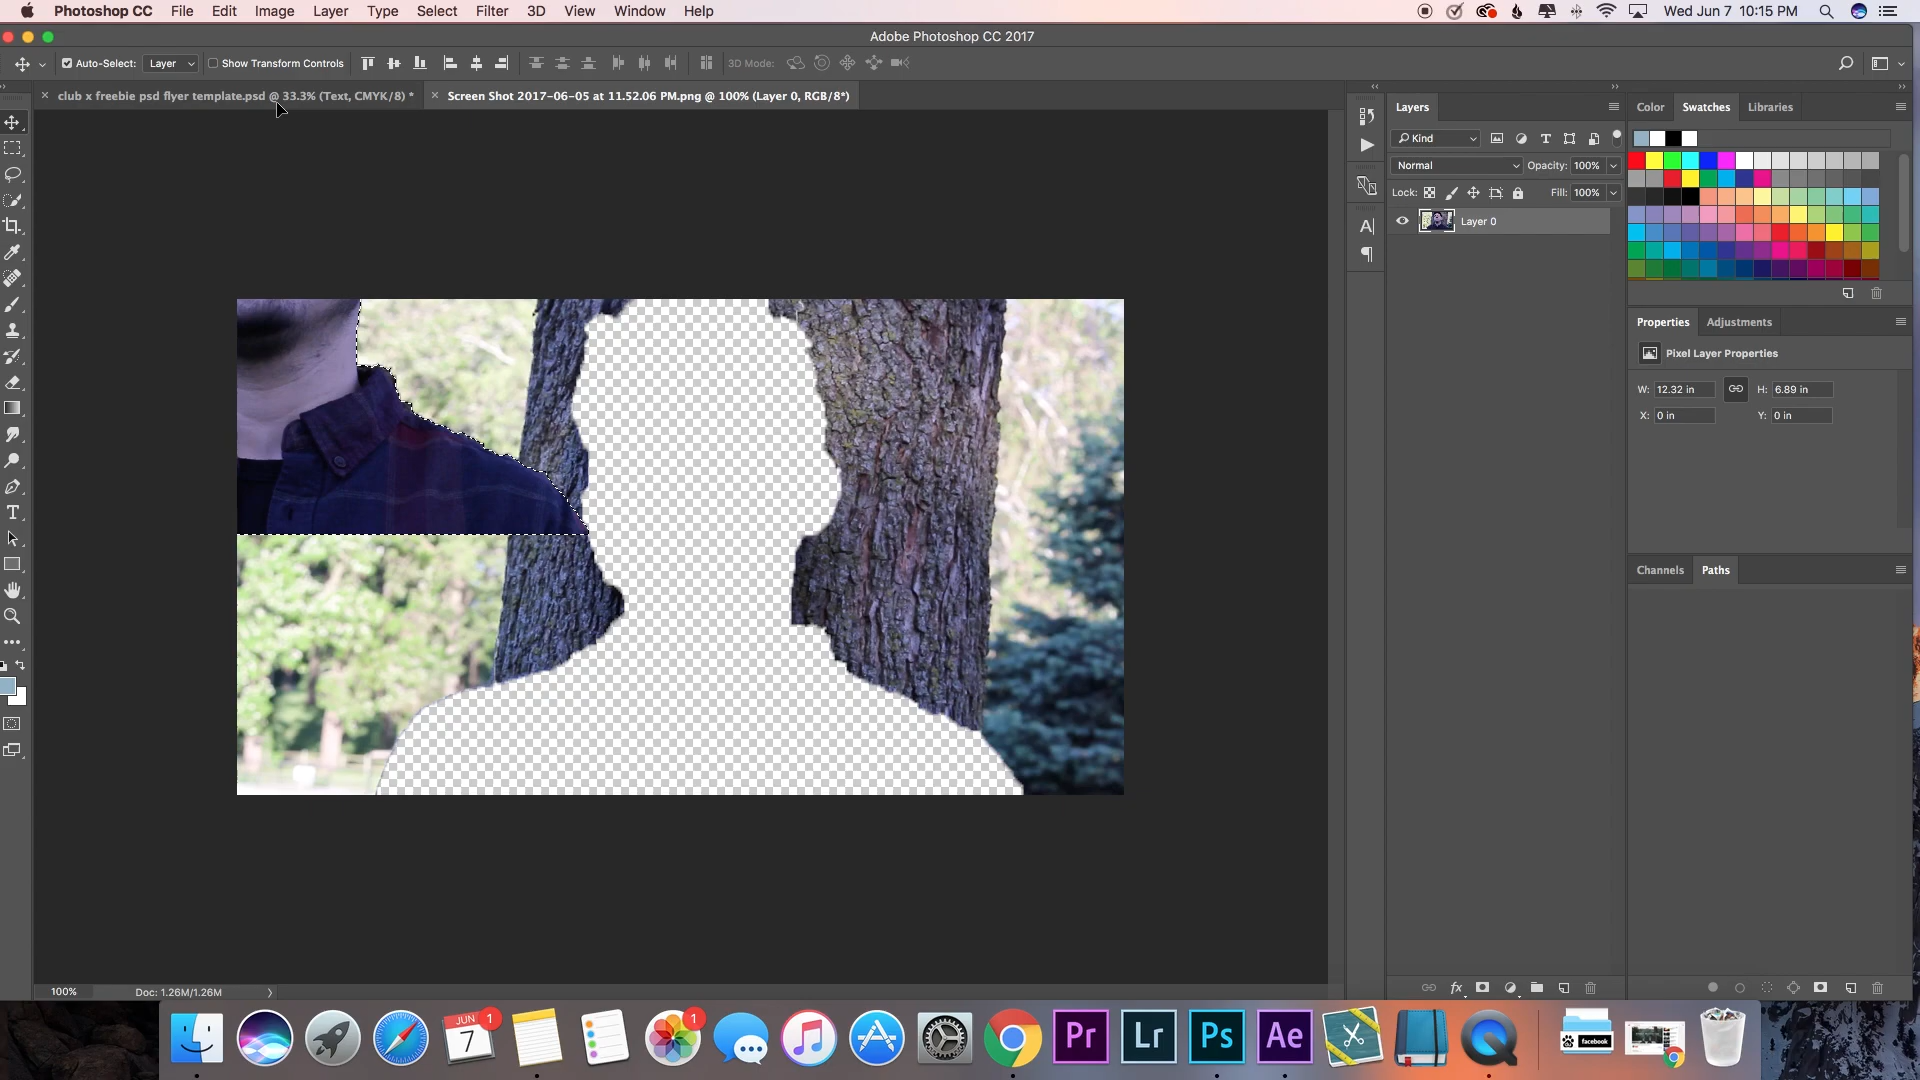 Photoshop CC File Edit Image Layer Type Select Filter 3D View Window Help Wed Jun 7 10:15 PM
Adobe Photoshop CC 2017
Auto-Select: Layer Show Transform Controls 3D Mode:
club x freebie psd flyer template.psd @ 33.3% (Text, CMYK/8) * Screen Shot 2017-06-05 at 11.52.06 PM.png @ 100% (Layer 0, RGB/8*)
Layers
Color Swatches Libraries
Kind
Normal Opacity: 100%
Lock: Fill: 100%
Layer 0
Properties Adjustments
Pixel Layer Properties
W: 12.32 in H: 6.89 in
X: 0 in Y: 0 in
Channels Paths
100% Doc: 1.26M/1.26M
fx
JUN
7
1
1
Pr
Lr
Ps
Ae
facebook